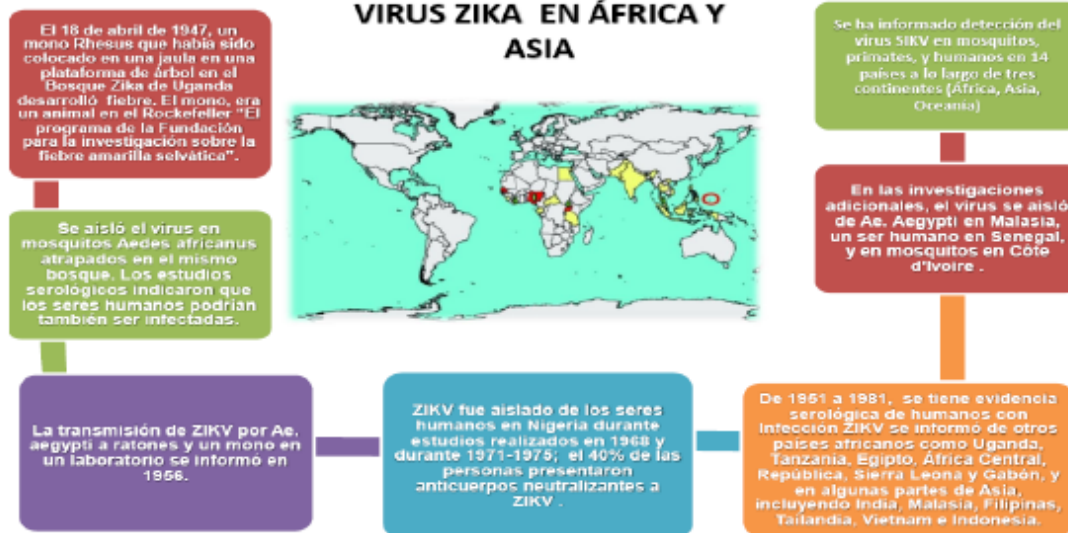 VIRUS ZIKA EN ÁFRICA Y
ASIA
El 18 de abril de 1947, un
mono Rhesus que había sido
colocado en una jaula en una
plataforma de árbol en el
Bosque Zika de Uganda
desarrolló fiebre. El mono, era
un animal en el Rockefeller "El
programa de la Fundación
para la investigación sobre la
fiebre amarilla selvática".
Se aisló el virus en
mosquitos Aedes africanus
atrapados en el mismo
bosque. Los estudios
serológicos indicaron que
los seres humanos podrían
también ser infectadas.
La transmisión de ZIKV por Ae.
aegypti a ratones y un mono en
un laboratorio se informó en
1956.
ZIKV fue aislado de los seres
humanos en Nigeria durante
estudios realizados en 1968 y
durante 1971-1975; el 40% de las
personas presentaron
anticuerpos neutralizantes a
ZIKV .
De 1951 a 1981, se tiene evidencia
serológica de humanos con
infección ZIKV se informó de otros
países africanos como Uganda,
Tanzania, Egipto, África Central,
República, Sierra Leona y Gabón, y
en algunas partes de Asia,
incluyendo India, Malasia, Filipinas,
Tailandia, Vietnam e Indonesia.
En las investigaciones
adicionales, el virus se aisló
de Ae. Aegypti en Malasia,
un ser humano en Senegal,
y en mosquitos en Côte
d'Ivoire .
Se ha informado detección del
virus SIKV en mosquitos,
primates, y humanos en 14
países a lo largo de tres
continentes (África, Asia,
Oceanía)